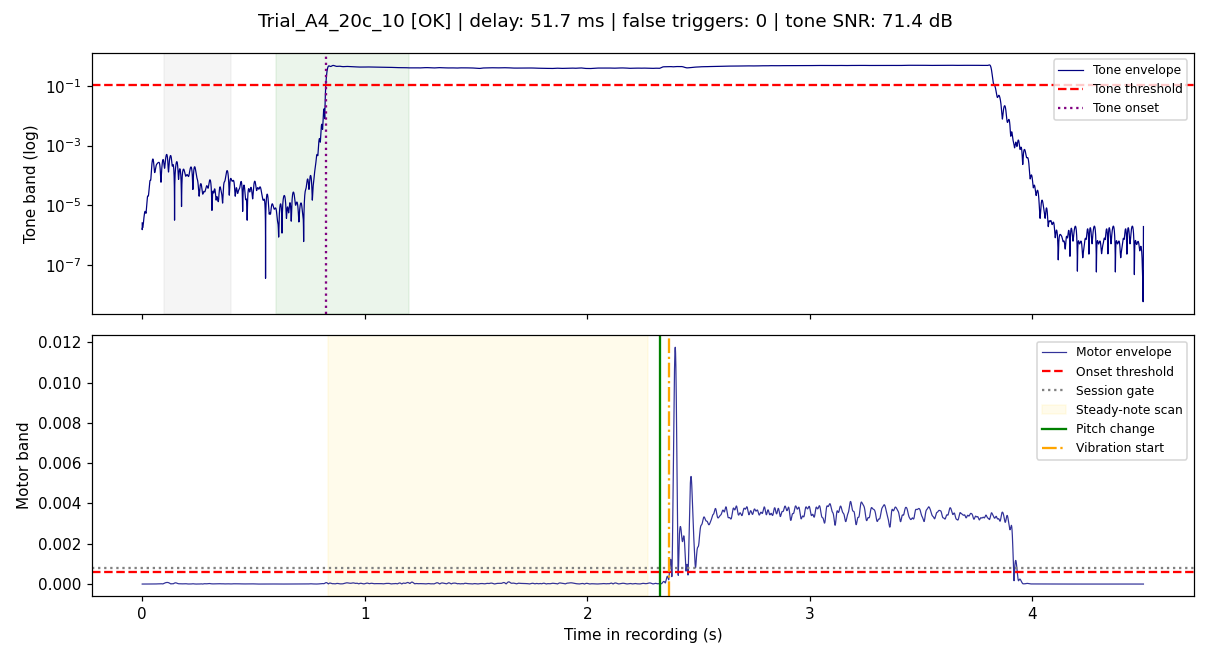 Trial_A4_20c_10 [OK] | delay: 51.7 ms | false triggers: 0 | tone SNR: 71.4 dB
Tone band (log)
10⁻¹
10⁻³
10⁻⁵
10⁻⁷
Tone envelope
Tone threshold
Tone onset
Motor band
0.012
0.010
0.008
0.006
0.004
0.002
0.000
Motor envelope
Onset threshold
Session gate
Steady-note scan
Pitch change
Vibration start
0 1 2 3 4
Time in recording (s)